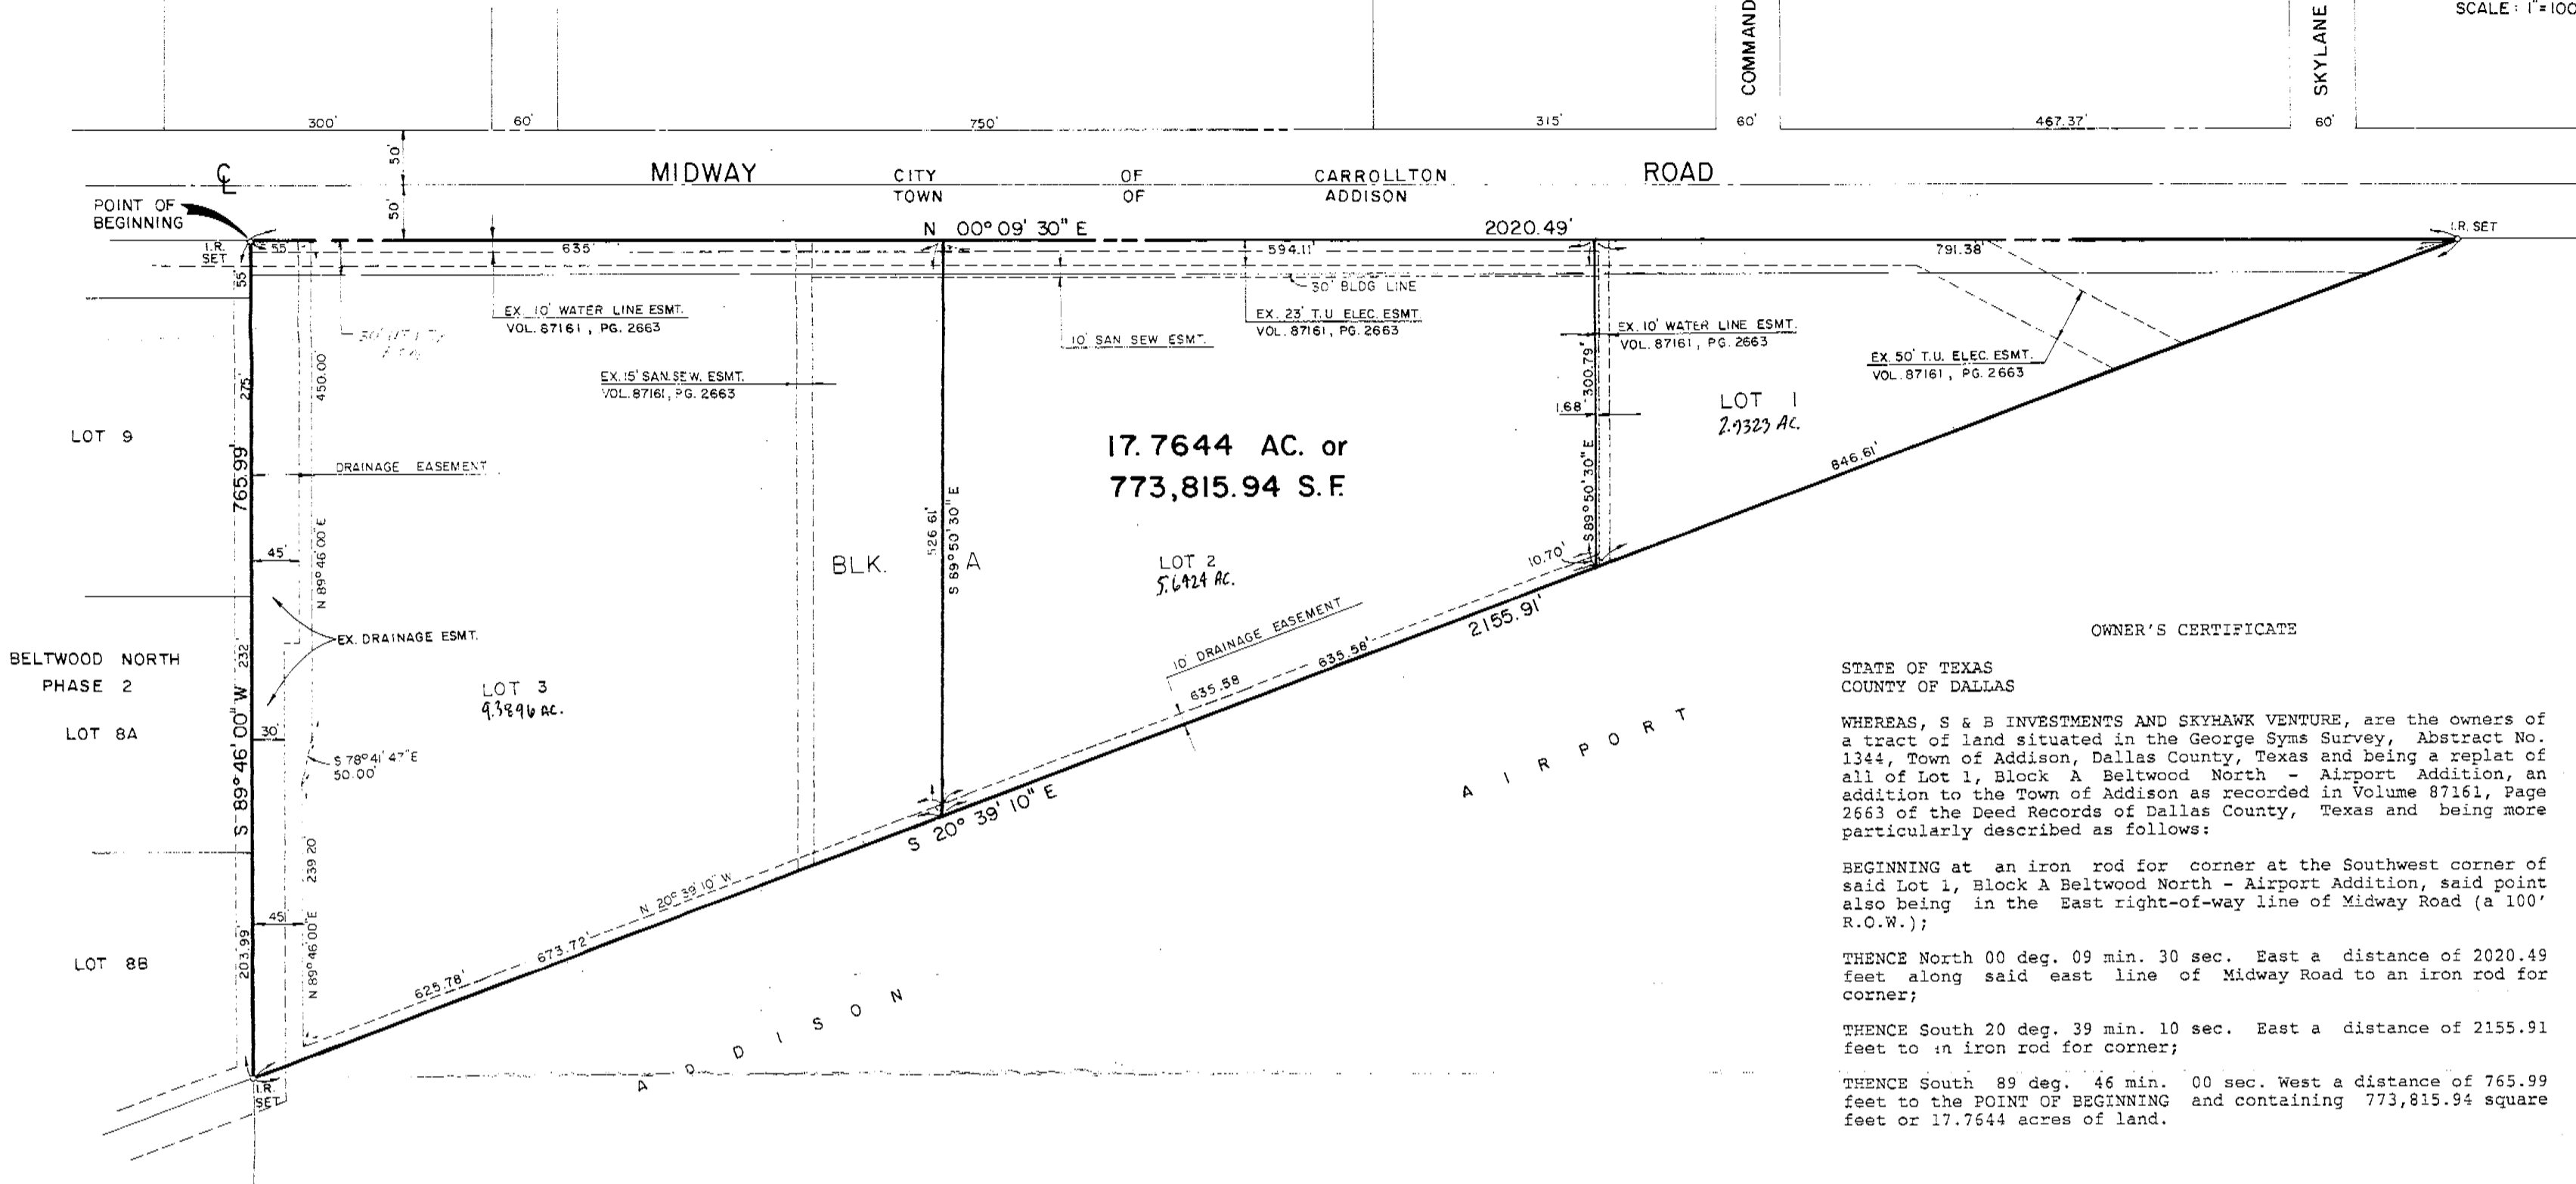 SCALE : 1"=100
COMMAND
SKYLANE
300'
60'
750'
315'
60'
467.37'
60'
50'
50'
C̲L
MIDWAY ROAD
CITY OF CARROLLTON
TOWN OF ADDISON
POINT OF
BEGINNING
I.R.
SET
55
635'
N 00° 09' 30" E
2020.49'
594.11'
791.38'
I.R. SET
55'
30' BLDG LINE
EX. 10' WATER LINE ESMT.
VOL. 87161, PG. 2663
10' SAN SEW ESMT.
EX. 23' T.U ELEC. ESMT.
VOL. 87161, PG. 2663
EX. 10' WATER LINE ESMT.
VOL. 87161, PG. 2663
EX. 50' T.U. ELEC. ESMT.
VOL. 87161, PG. 2663
EX. 15' SAN. SEW. ESMT.
VOL. 87161, PG. 2663
275'
450.00'
300.79'
1.68'
S 89° 50' 30" E
LOT 1
2.7323 AC.
LOT 9
DRAINAGE EASEMENT
765.99'
17.7644 AC. or
773,815.94 S.F.
846.61'
526.61'
S 89° 50' 30" E
N 89° 46' 00" E
45'
BLK. A
LOT 2
5.6424 AC.
10.70'
2155.91'
10' DRAINAGE EASEMENT
635.58'
635.58
EX. DRAINAGE ESMT.
BELTWOOD NORTH
PHASE 2
232'
LOT 3
9.3896 AC.
LOT 8A
30'
S 78° 41' 47" E
50.00'
S 89° 46' 00" W
S 20° 39' 10" E
239.20
N 20° 39' 10" W
673.72'
625.78'
45'
N 89° 46' 00" E
LOT 8B
203.99'
I.R.
SET
ADDISON AIRPORT
OWNER'S CERTIFICATE
STATE OF TEXAS
COUNTY OF DALLAS
WHEREAS, S & B INVESTMENTS AND SKYHAWK VENTURE, are the owners of
a tract of land situated in the George Syms Survey, Abstract No.
1344, Town of Addison, Dallas County, Texas and being a replat of
all of Lot 1, Block A Beltwood North - Airport Addition, an
addition to the Town of Addison as recorded in Volume 87161, Page
2663 of the Deed Records of Dallas County, Texas and being more
particularly described as follows:
BEGINNING at an iron rod for corner at the Southwest corner of
said Lot 1, Block A Beltwood North - Airport Addition, said point
also being in the East right-of-way line of Midway Road (a 100'
R.O.W.);
THENCE North 00 deg. 09 min. 30 sec. East a distance of 2020.49
feet along said east line of Midway Road to an iron rod for
corner;
THENCE South 20 deg. 39 min. 10 sec. East a distance of 2155.91
feet to an iron rod for corner;
THENCE South 89 deg. 46 min. 00 sec. West a distance of 765.99
feet to the POINT OF BEGINNING and containing 773,815.94 square
feet or 17.7644 acres of land.